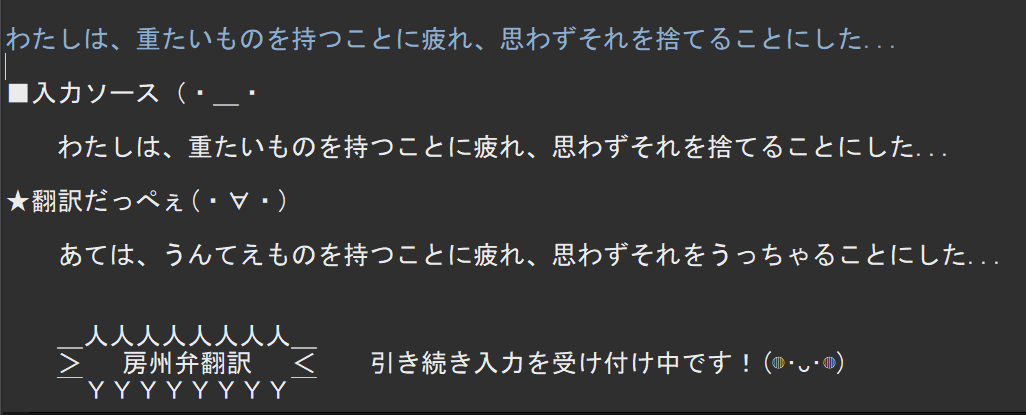 わたしは、重たいものを持つことに疲れ、思わずそれを捨てることにした...
■入力ソース (・＿・
わたしは、重たいものを持つことに疲れ、思わずそれを捨てることにした...
★翻訳だっぺぇ(・∀・)
あては、うんてえものを持つことに疲れ、思わずそれをうっちゃることにした...
＿人人人人人人人人＿
＞　房州弁翻訳　＜　引き続き入力を受け付け中です！(◍･ᴗ･◍)
￣ＹＹＹＹＹＹＹＹ￣